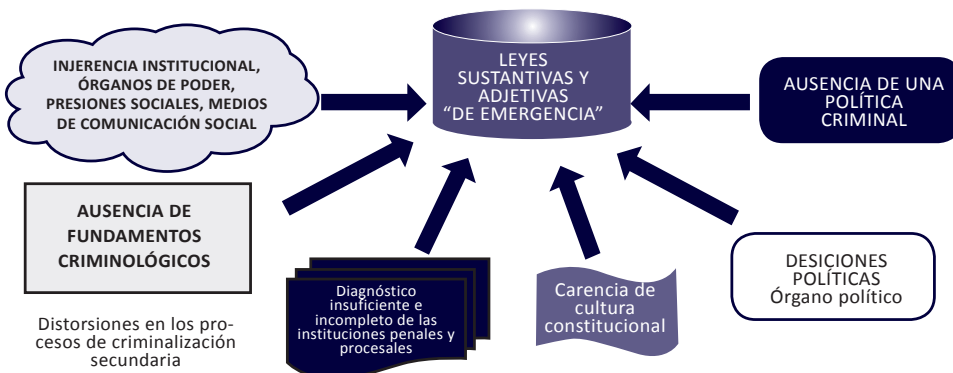 INJERENCIA INSTITUCIONAL,
ÓRGANOS DE PODER,
PRESIONES SOCIALES, MEDIOS
DE COMUNICACIÓN SOCIAL
LEYES
SUSTANTIVAS Y
ADJETIVAS
“DE EMERGENCIA”
AUSENCIA DE UNA
POLÍTICA
CRIMINAL
AUSENCIA DE
FUNDAMENTOS
CRIMINOLÓGICOS
Distorsiones en los pro-
cesos de criminalización
secundaria
Diagnóstico
insuficiente e
incompleto de las
instituciones penales y
procesales
Carencia de
cultura
constitucional
DESICIONES
POLÍTICAS
Órgano político